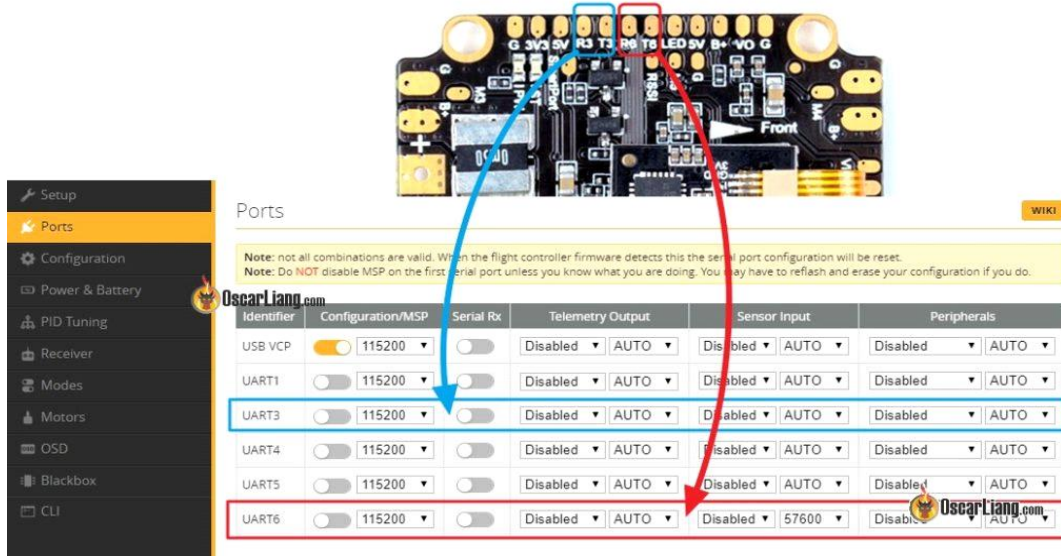 G 3V3 5V R3 T3 R6 T6 LED 5V B+ VO G
SmartPort
RSSI
G
G
B+
M3
M4
B+
G
Front
Setup
Ports
Configuration
Power & Battery
PID Tuning
Receiver
Modes
Motors
OSD
Blackbox
CLI
Ports
WIKI
Note: not all combinations are valid. When the flight controller firmware detects this the serial port configuration will be reset.
Note: Do NOT disable MSP on the first serial port unless you know what you are doing. You may have to reflash and erase your configuration if you do.
OscarLiang.com
Identifier Configuration/MSP Serial Rx Telemetry Output Sensor Input Peripherals
USB VCP 115200 Disabled AUTO Disabled AUTO Disabled AUTO
UART1 115200 Disabled AUTO Disabled AUTO Disabled AUTO
UART3 115200 Disabled AUTO Disabled AUTO Disabled AUTO
UART4 115200 Disabled AUTO Disabled AUTO Disabled AUTO
UART5 115200 Disabled AUTO Disabled AUTO Disabled AUTO
UART6 115200 Disabled AUTO Disabled 57600 Disabled AUTO
OscarLiang.com